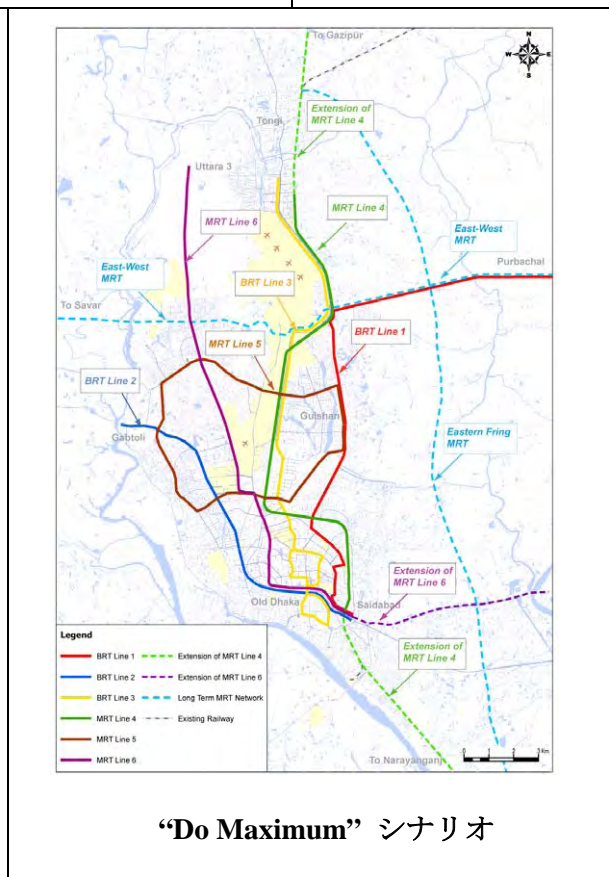 To Gazipur
N
W
E
S
Extension of
MRT Line 4
Tongi
Uttara 3
MRT Line 6
MRT Line 4
East-West
MRT
East-West
MRT
Purbachal
BRT Line 3
To Savar
MRT Line 5
BRT Line 1
BRT Line 2
Gulshan
Gabtoli
Eastern Fring
MRT
Extension of
MRT Line 6
Old Dhaka
Saidabad
Extension of
MRT Line 4
Legend
BRT Line 1
Extension of MRT Line 4
BRT Line 2
Extension of MRT Line 6
BRT Line 3
Long Term MRT Network
MRT Line 4
Existing Railway
MRT Line 5
MRT Line 6
To Narayanganj
0 1 2 3 Km
“Do Maximum” シナリオ